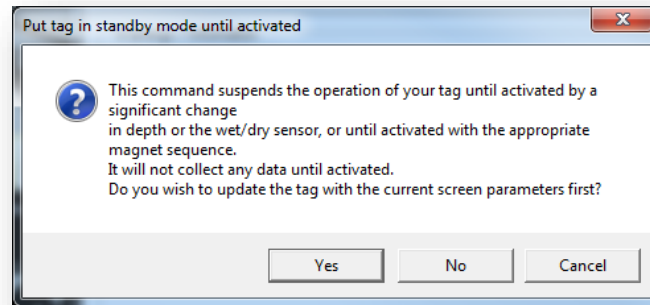 Put tag in standby mode until activated
This command suspends the operation of your tag until activated by a
significant change
in depth or the wet/dry sensor, or until activated with the appropriate
magnet sequence.
It will not collect any data until activated.
Do you wish to update the tag with the current screen parameters first?
Yes No Cancel